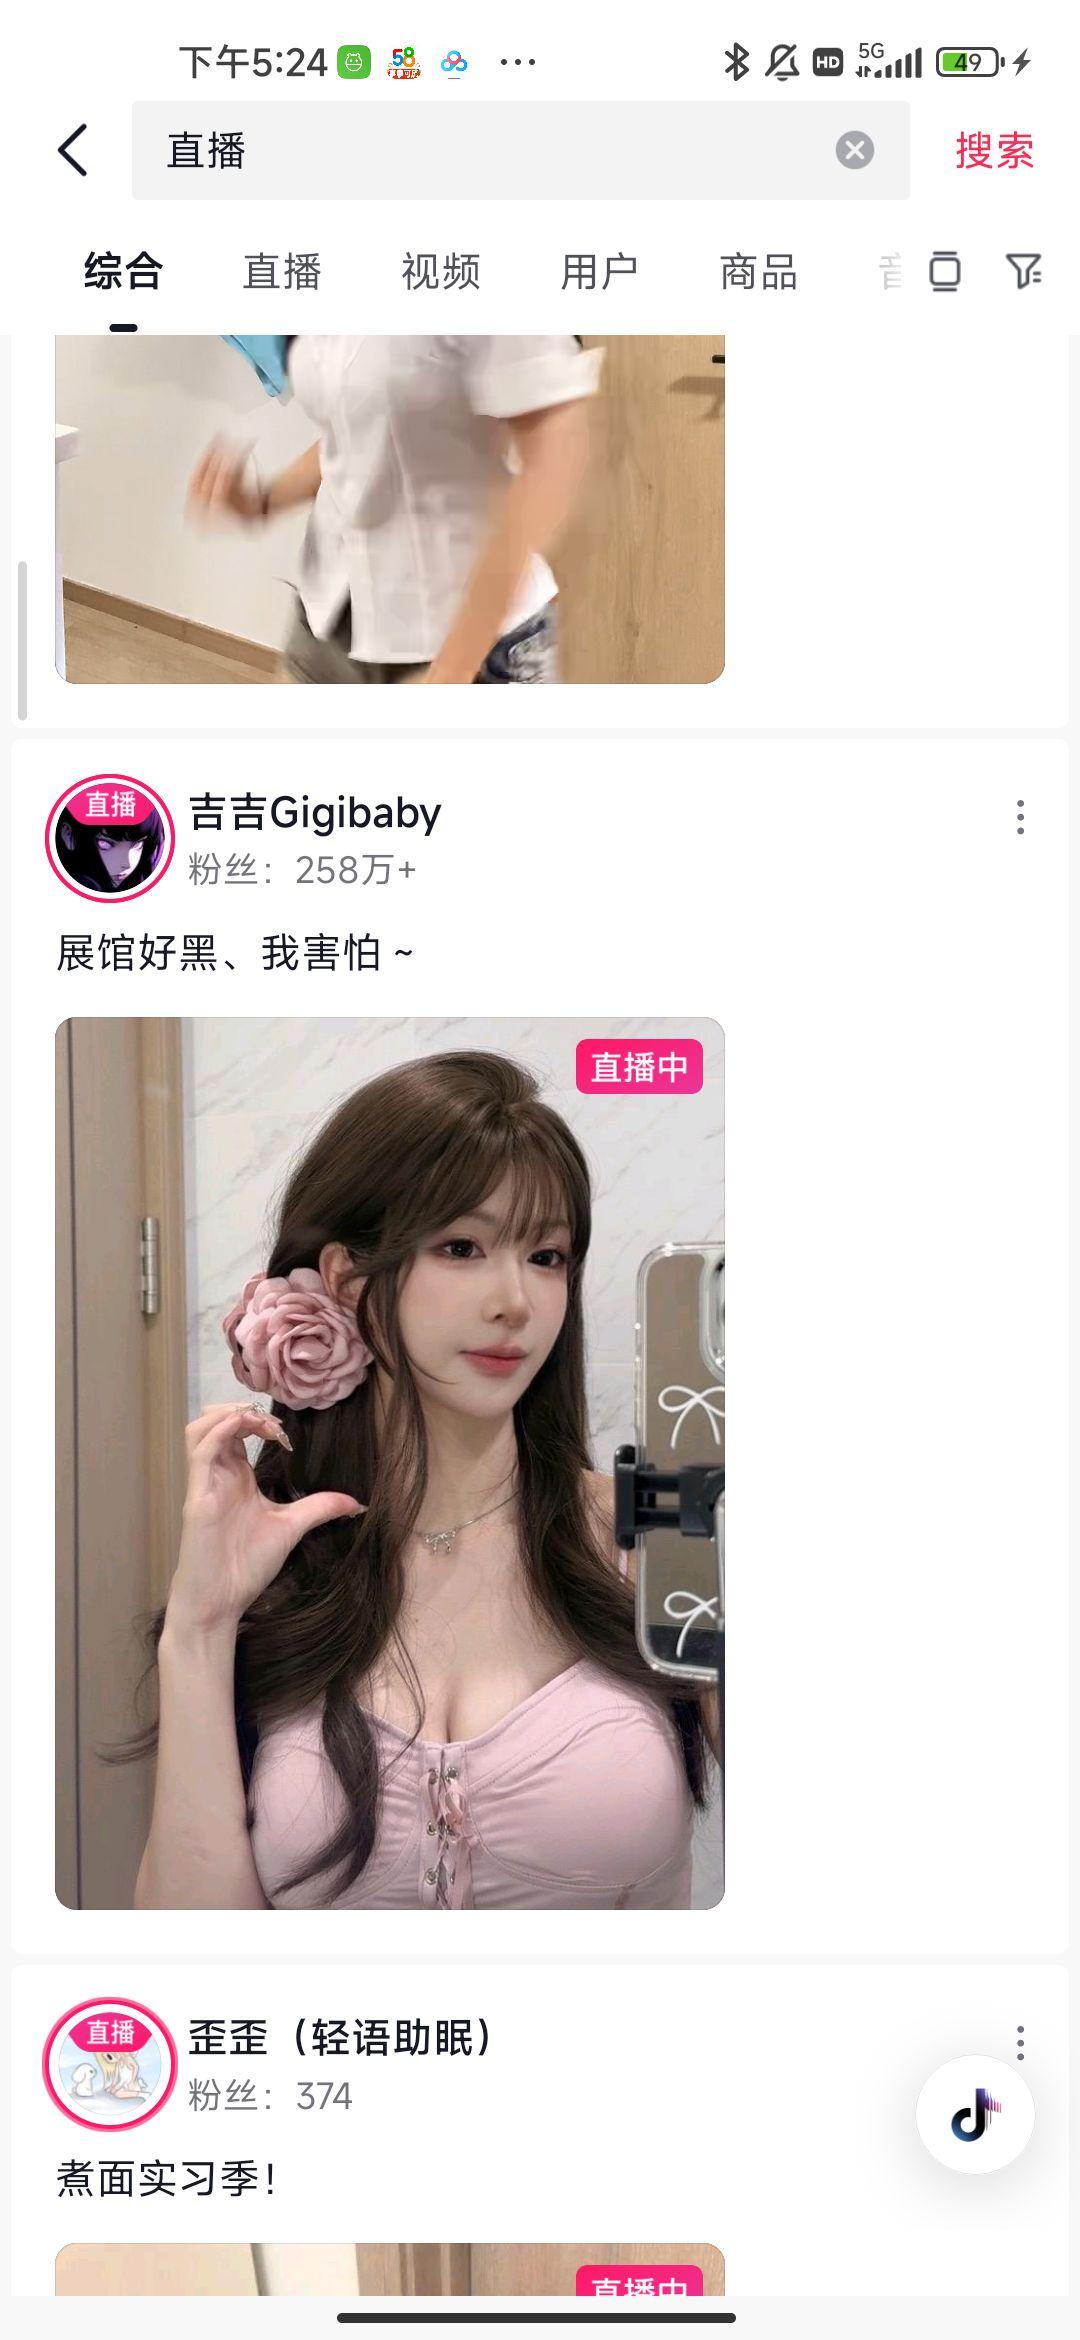 下午5:24
58
HD
5G
49
直播
搜索
综合
直播
视频
用户
商品
直播
吉吉Gigibaby
粉丝：258万+
展馆好黑、我害怕～
直播中
直播
歪歪（轻语助眠）
粉丝：374
煮面实习季！
直播中